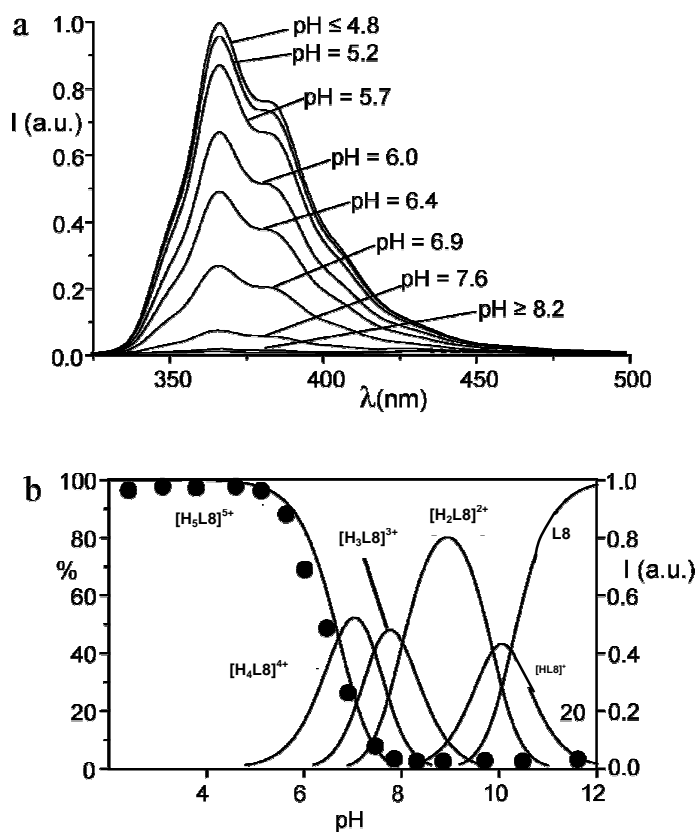 a
1.0
0.8
I (a.u.)
0.6
0.4
0.2
0.0
pH ≤ 4.8
pH = 5.2
pH = 5.7
pH = 6.0
pH = 6.4
pH = 6.9
pH = 7.6
pH ≥ 8.2
350 400 450 500
λ(nm)
b
100
80
%
60
40
20
0
[H5L8]5+
[H4L8]4+
[H3L8]3+
[H2L8]2+
L8
[HL8]+
20
1.0
0.8
I (a.u.)
0.6
0.4
0.2
0.0
4 6 8 10 12
pH